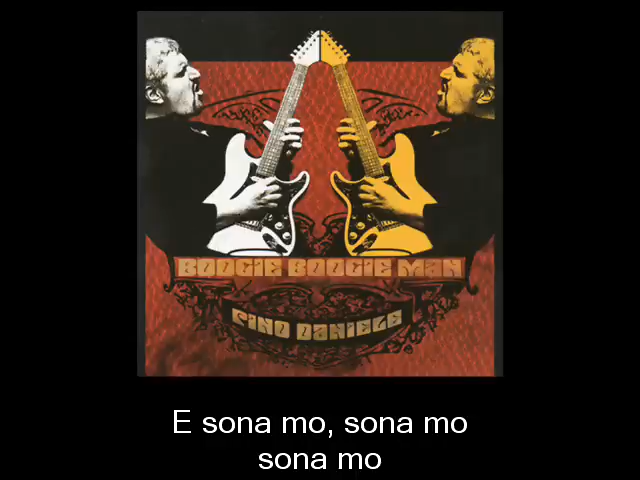 BOOGIE BOOGIE MAN
PINO DANIELE
E sona mo, sona mo
sona mo